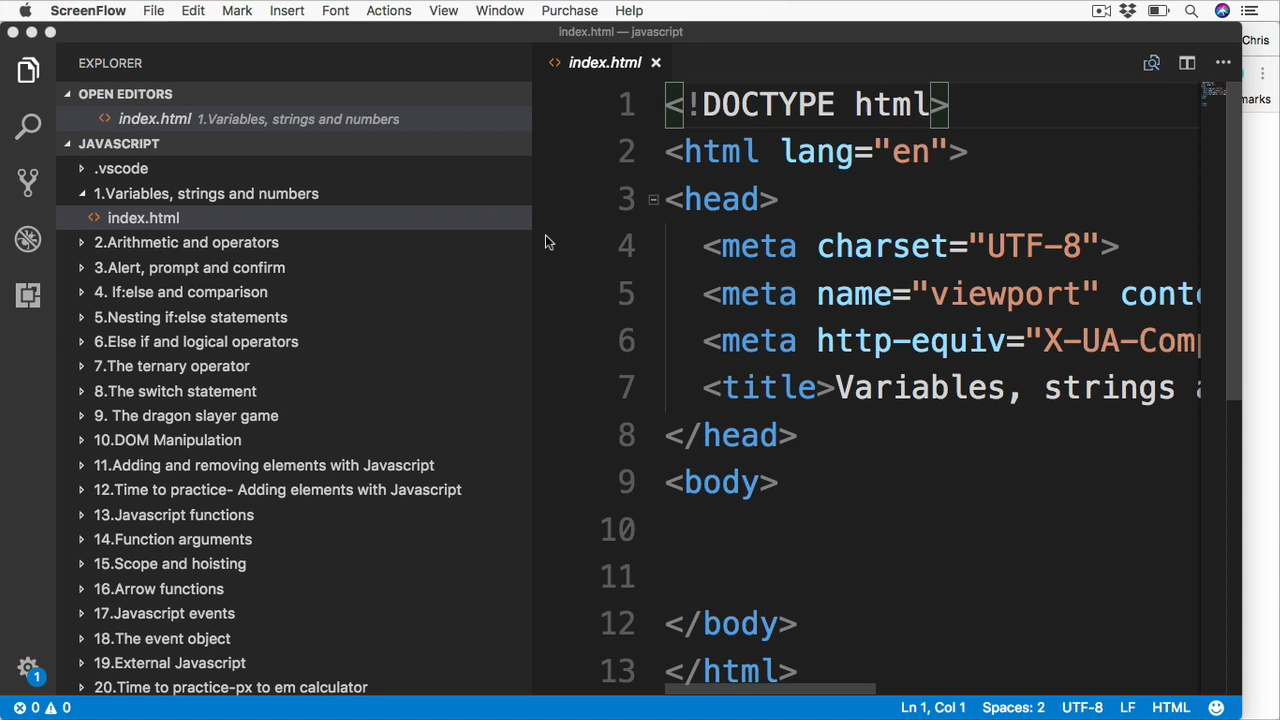 ScreenFlow File Edit Mark Insert Font Actions View Window Purchase Help
index.html — javascript
Chris
EXPLORER
OPEN EDITORS
index.html 1.Variables, strings and numbers
JAVASCRIPT
.vscode
1.Variables, strings and numbers
index.html
2.Arithmetic and operators
3.Alert, prompt and confirm
4. If:else and comparison
5.Nesting if:else statements
6.Else if and logical operators
7.The ternary operator
8.The switch statement
9. The dragon slayer game
10.DOM Manipulation
11.Adding and removing elements with Javascript
12.Time to practice- Adding elements with Javascript
13.Javascript functions
14.Function arguments
15.Scope and hoisting
16.Arrow functions
17.Javascript events
18.The event object
19.External Javascript
20.Time to practice-px to em calculator
index.html
marks
1 <!DOCTYPE html>
2 <html lang="en">
3 <head>
4 <meta charset="UTF-8">
5 <meta name="viewport" conte
6 <meta http-equiv="X-UA-Comp
7 <title>Variables, strings a
8 </head>
9 <body>
10
11
12 </body>
13 </html>
1
0 0
Ln 1, Col 1 Spaces: 2 UTF-8 LF HTML